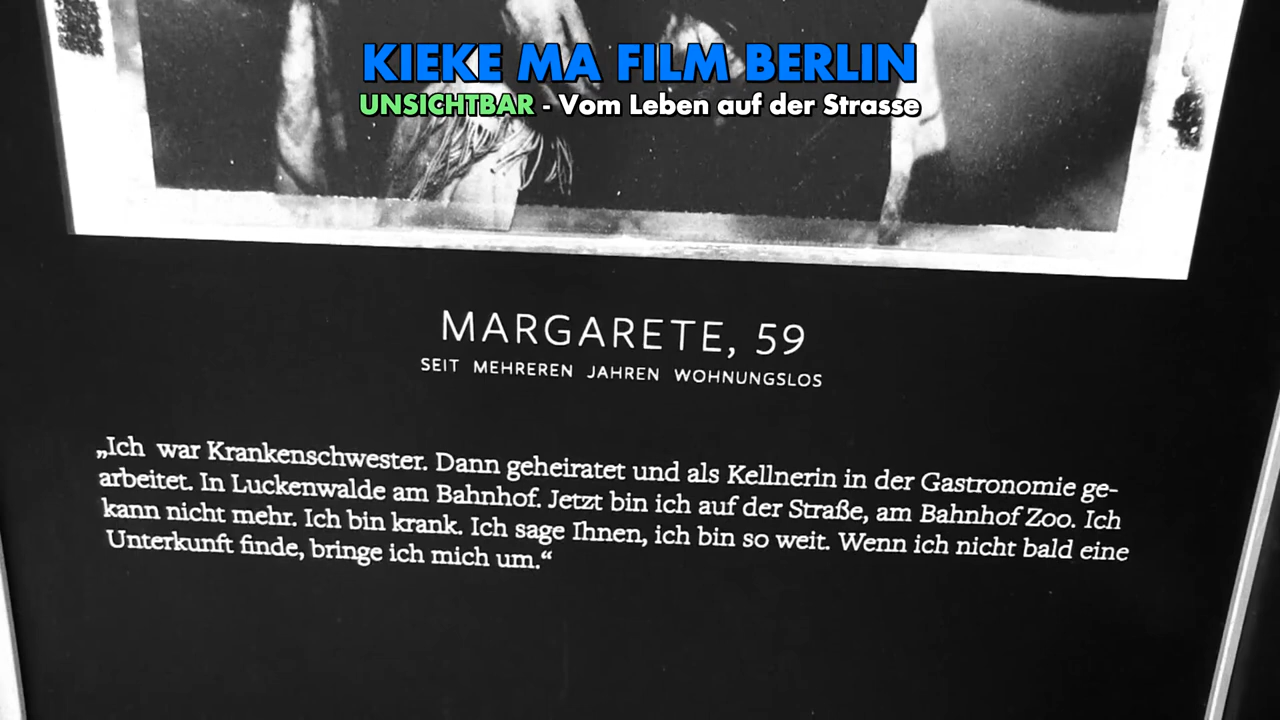 KIEKE MA FILM BERLIN
UNSICHTBAR - Vom Leben auf der Strasse
MARGARETE, 59
SEIT MEHREREN JAHREN WOHNUNGSLOS
„Ich war Krankenschwester. Dann geheiratet und als Kellnerin in der Gastronomie ge-
arbeitet. In Luckenwalde am Bahnhof. Jetzt bin ich auf der Straße, am Bahnhof Zoo. Ich
kann nicht mehr. Ich bin krank. Ich sage Ihnen, ich bin so weit. Wenn ich nicht bald eine
Unterkunft finde, bringe ich mich um.“